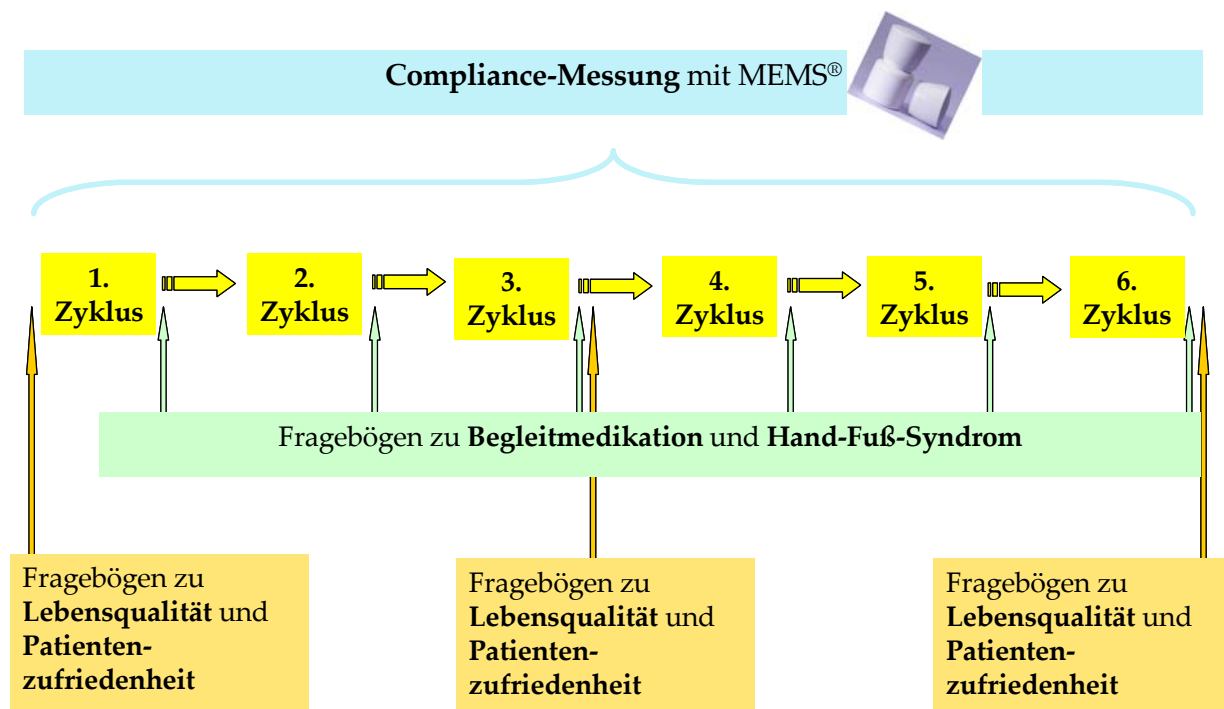 Compliance-Messung mit MEMS®
1.
Zyklus
2.
Zyklus
3.
Zyklus
4.
Zyklus
5.
Zyklus
6.
Zyklus
Fragebögen zu Begleitmedikation und Hand-Fuß-Syndrom
Fragebögen zu
Lebensqualität und
Patienten-
zufriedenheit
Fragebögen zu
Lebensqualität und
Patienten-
zufriedenheit
Fragebögen zu
Lebensqualität und
Patienten-
zufriedenheit